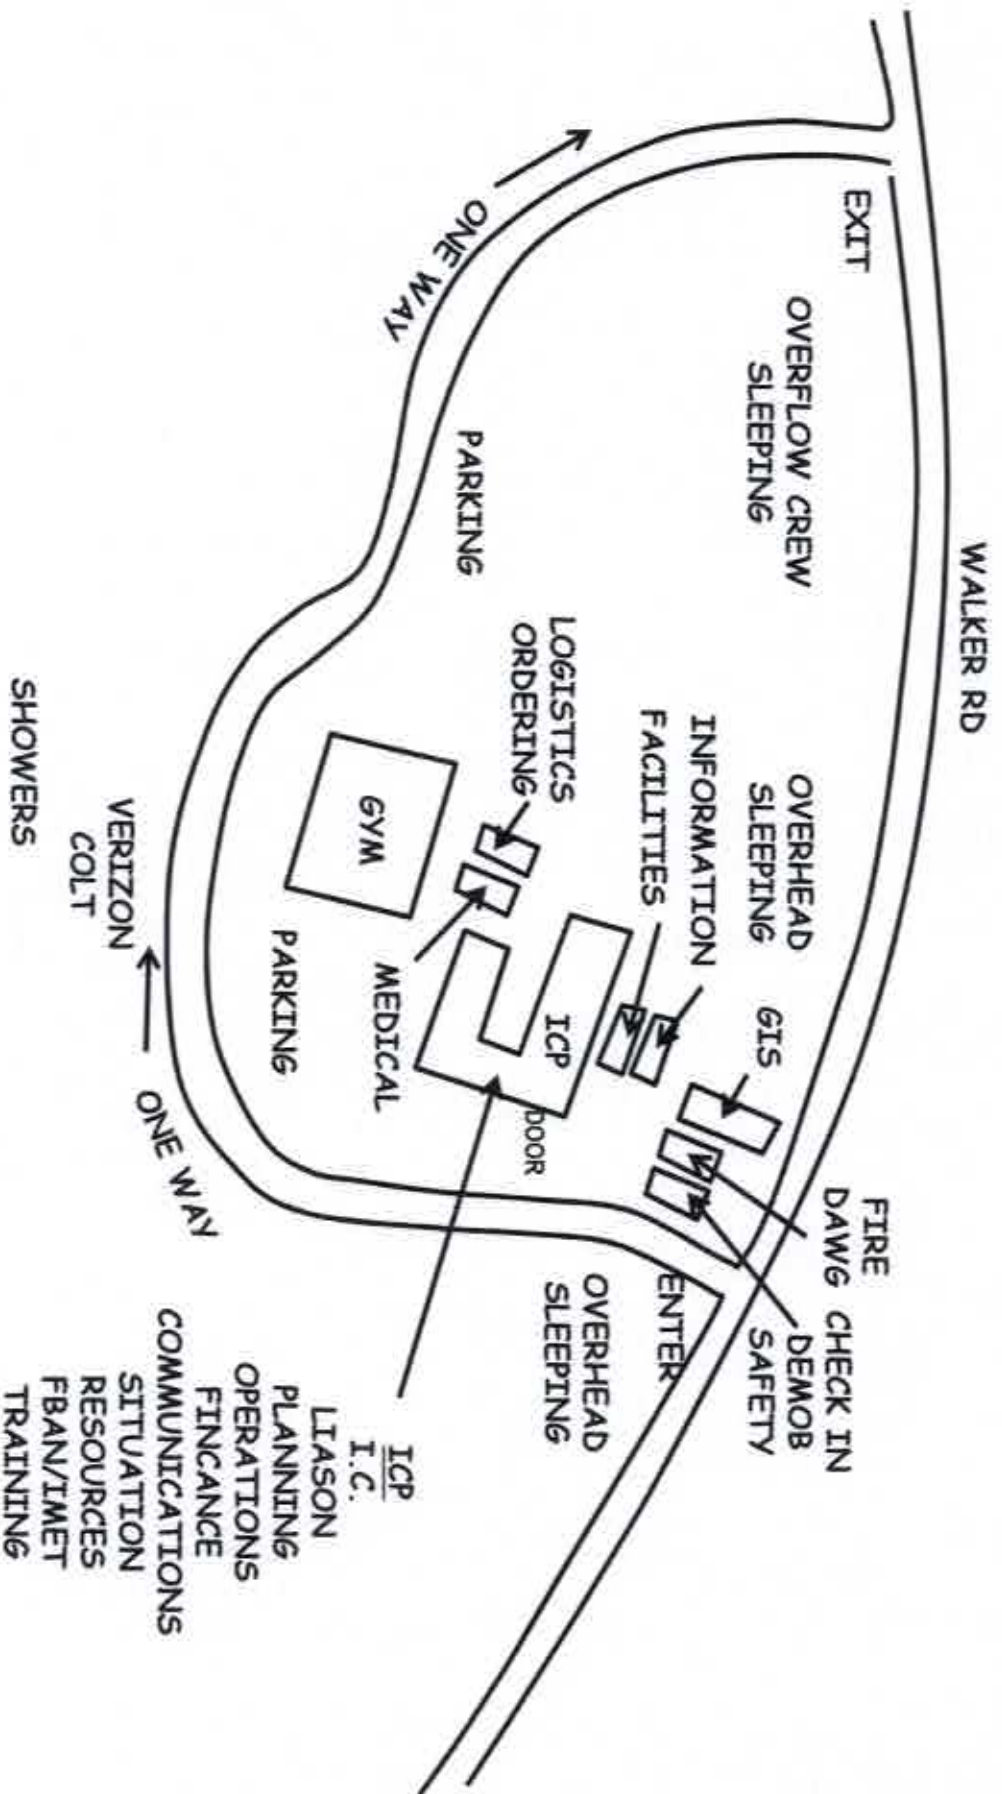 WALKER RD
EXIT
OVERFLOW CREW
SLEEPING
OVERHEAD
SLEEPING
GIS
FIRE
DAWG
CHECK IN
DEMOB
SAFETY
INFORMATION
FACILITIES
LOGISTICS
ORDERING
ICP
DOOR
ENTER
OVERHEAD
SLEEPING
PARKING
ONE WAY
GYM
MEDICAL
PARKING
ONE WAY
VERIZON
COLT
SHOWERS
ICP
I.C.
LIASON
PLANNING
OPERATIONS
FINCANCE
COMMUNICATIONS
SITUATION
RESOURCES
FBAN/IMET
TRAINING